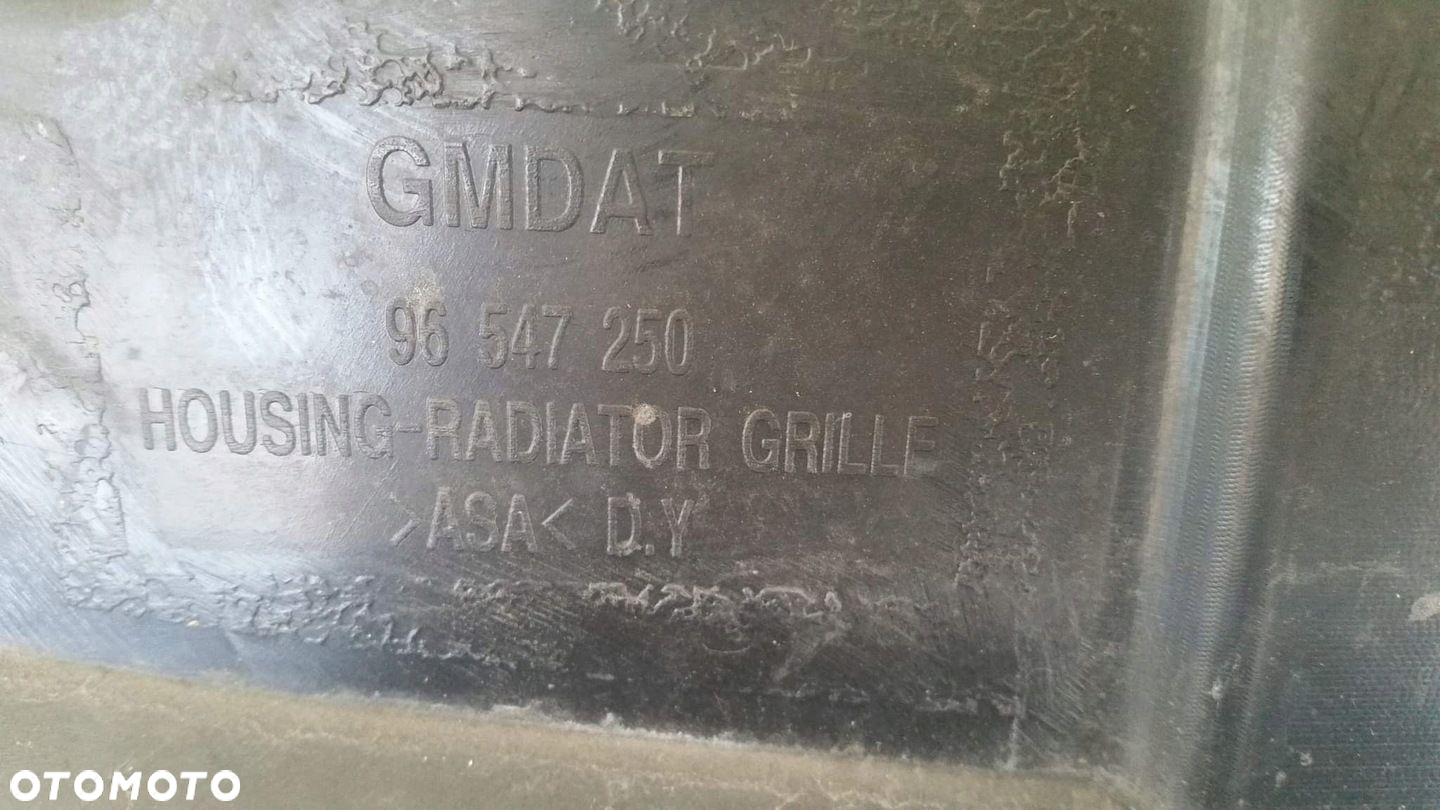 GMDAT
96 547 250
HOUSING-RADIATOR GRILLE
>ASA< D.Y
OTOMOTO